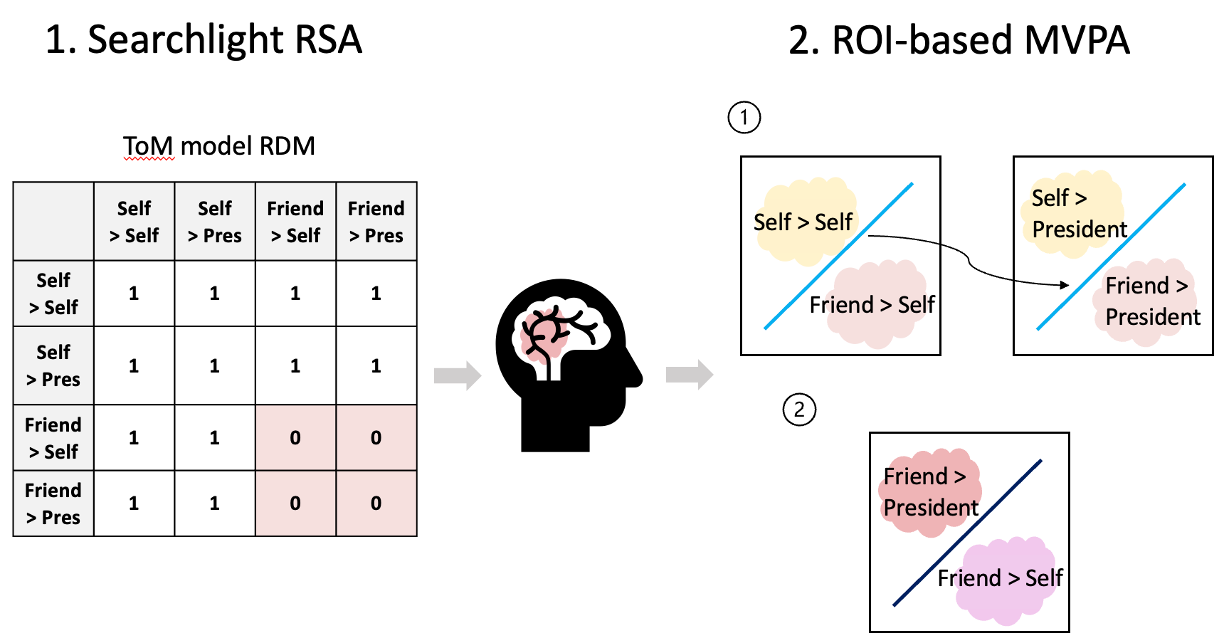 1. Searchlight RSA
ToM model RDM
Self > Self Self > Pres Friend > Self Friend > Pres
Self > Self 1 1 1 1
Self > Pres 1 1 1 1
Friend > Self 1 1 0 0
Friend > Pres 1 1 0 0
2. ROI-based MVPA
1
Self > Self
Friend > Self
Self >
President
Friend >
President
2
Friend >
President
Friend > Self